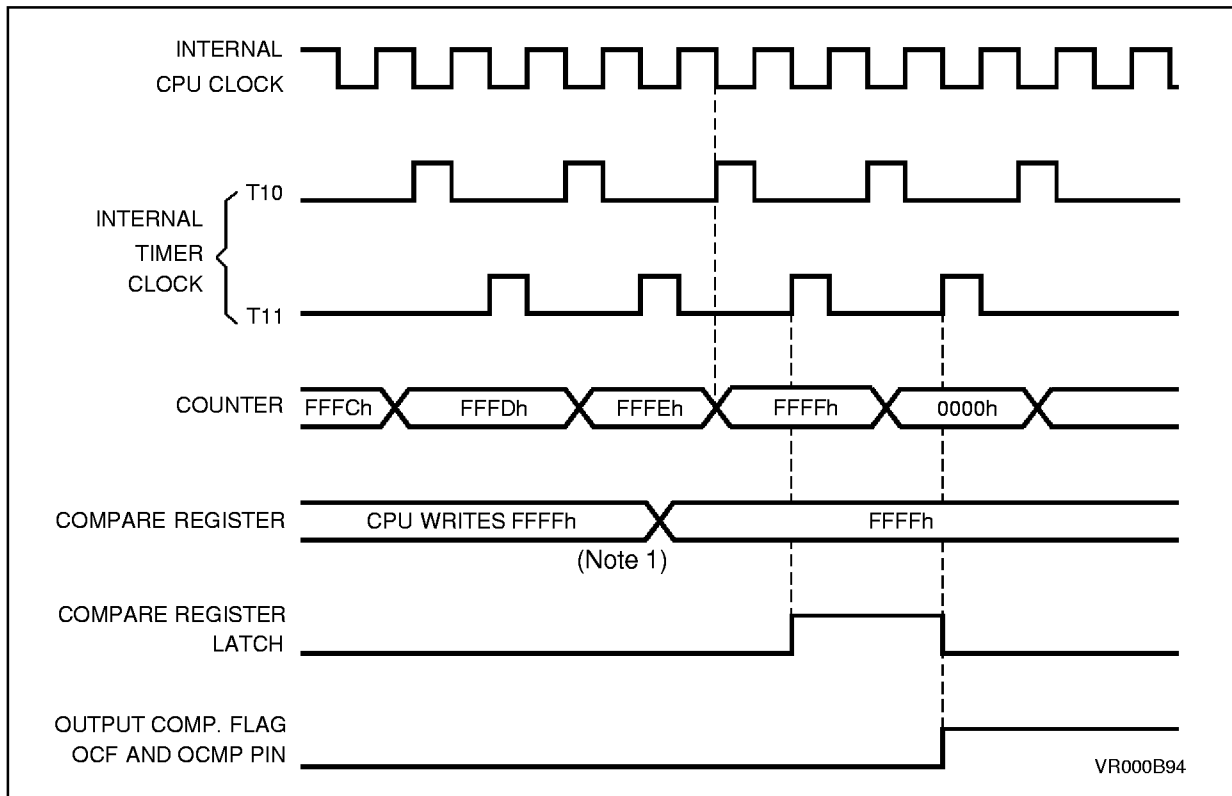 INTERNAL
CPU CLOCK
T10
INTERNAL
TIMER
CLOCK
T11
COUNTER
FFFCh
FFFDh
FFFEh
FFFFh
0000h
COMPARE REGISTER
CPU WRITES FFFFh
FFFFh
(Note 1)
COMPARE REGISTER
LATCH
OUTPUT COMP. FLAG
OCF AND OCMP PIN
VR000B94